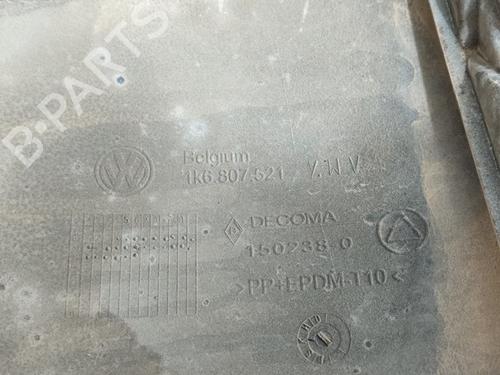 B-PARTS
Belgium
1K6.807.521
DECOMA
150238-0
>PP+EPDM-T10<